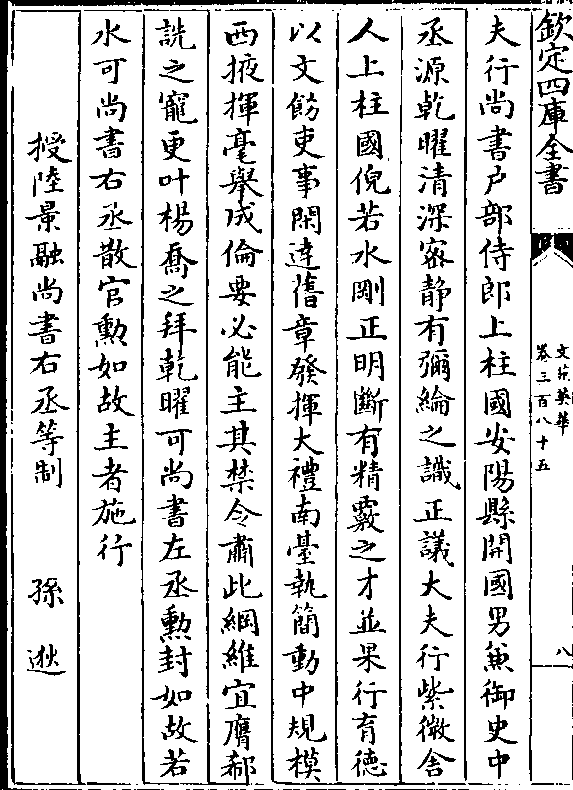 欽定四庫全書
文苑英華
卷三百八十五
八
夫行尚書户部侍郎上柱國安陽縣開國男兼御史中
丞源乾曜清深密静有彌綸之識正議大夫行紫微舍
人上柱國倪若水剛正明斷有精覈之才並果行育德
以文飭吏事閑達舊章發揮大禮南臺執簡動中規模
西掖揮毫舉成倫要必能主其禁令肅此綱維宜膺郄
詵之寵更叶楊喬之拜乾曜可尚書左丞勲封如故若
水可尚書右丞散官勲如故主者施行
授陸景融尚書右丞等制 孫逖